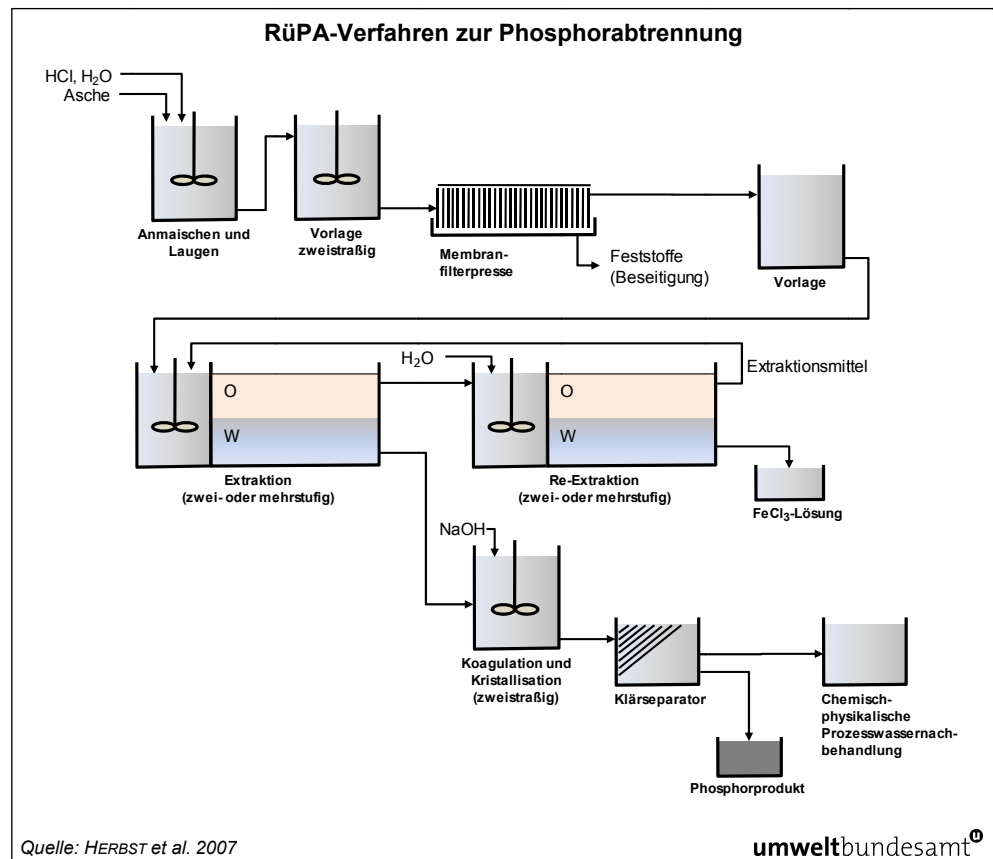 RüPA-Verfahren zur Phosphorabtrennung
HCl, H₂O
Asche
Anmaischen und
Laugen
Vorlage
zweistraßig
Membran-
filterpresse
Feststoffe
(Beseitigung)
Vorlage
H₂O
Extraktionsmittel
O
W
O
W
Extraktion
(zwei- oder mehrstufig)
Re-Extraktion
(zwei- oder mehrstufig)
FeCl₃-Lösung
NaOH
Koagulation und
Kristallisation
(zweistraßig)
Klärseparator
Chemisch-
physikalische
Prozesswassernach-
behandlung
Phosphorprodukt
Quelle: HERBST et al. 2007
umweltbundesamt